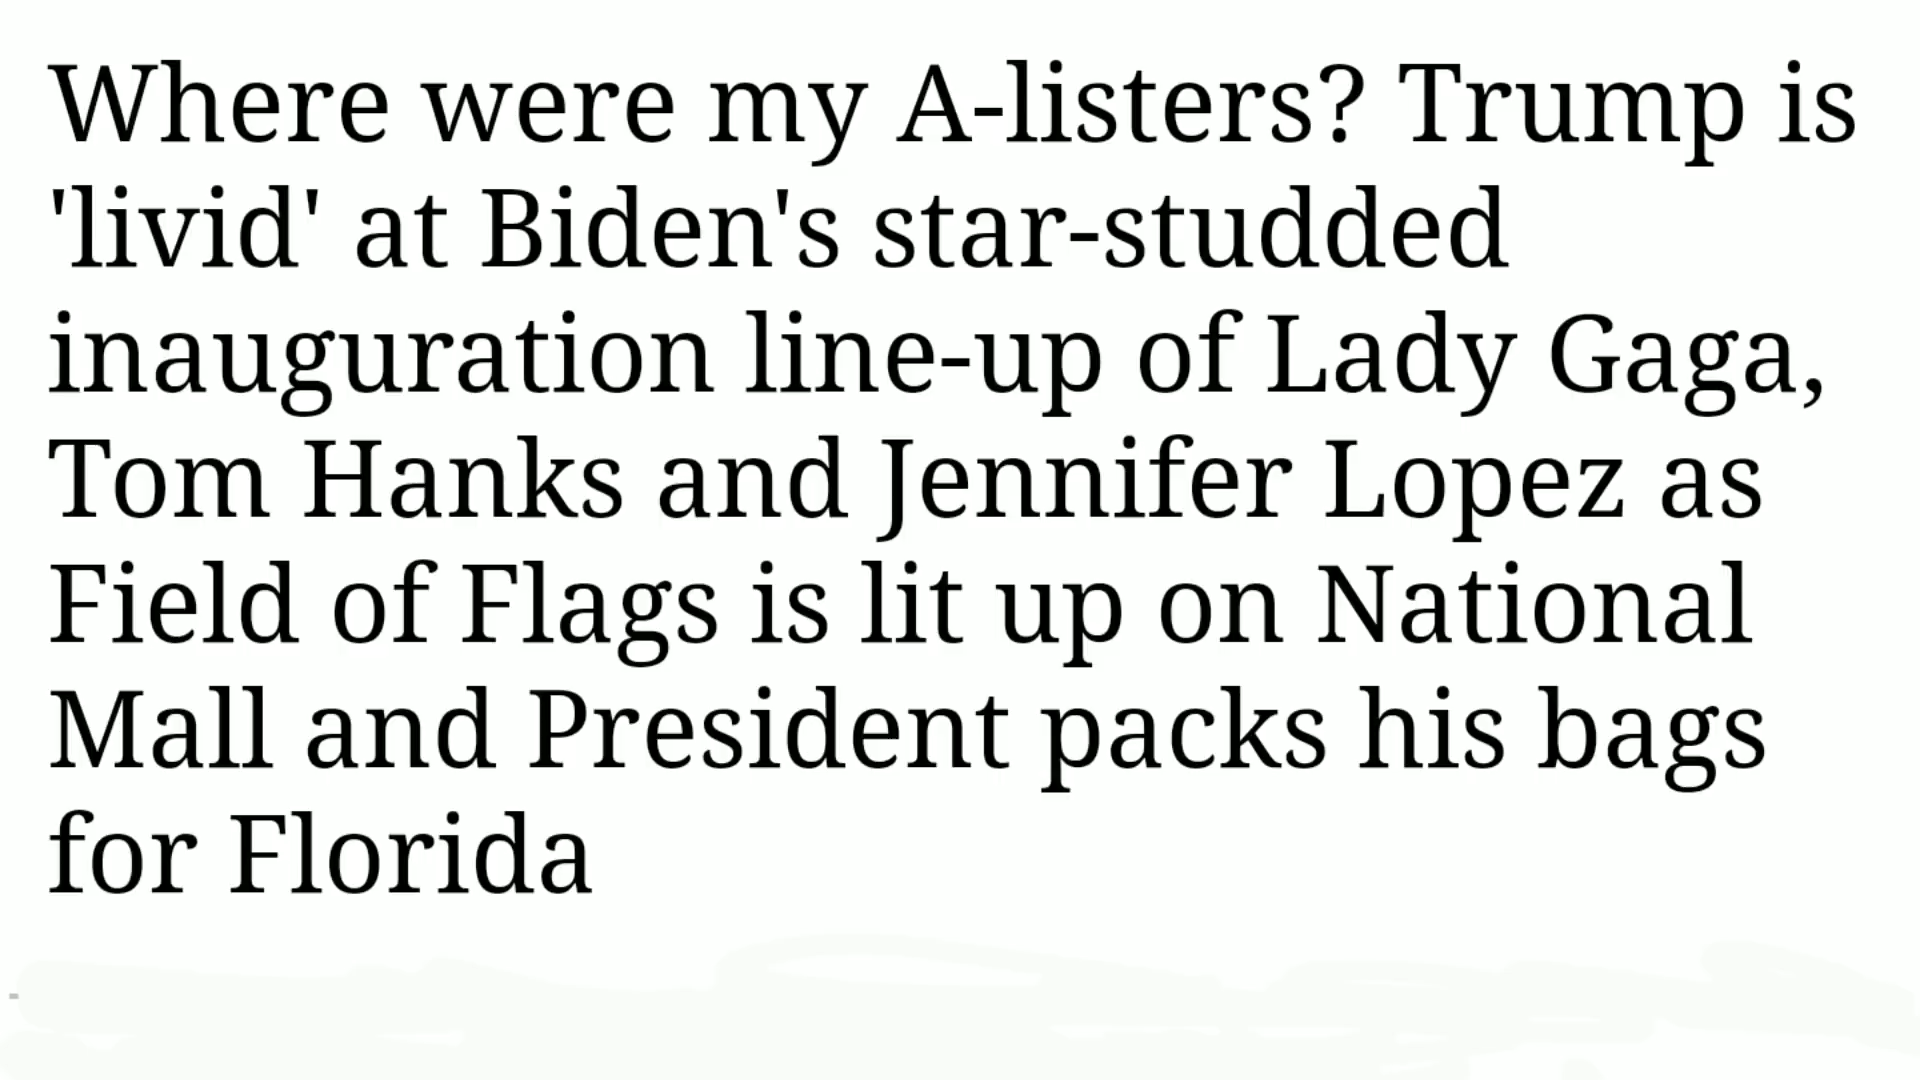 Where were my A-listers? Trump is
'livid' at Biden's star-studded
inauguration line-up of Lady Gaga,
Tom Hanks and Jennifer Lopez as
Field of Flags is lit up on National
Mall and President packs his bags
for Florida